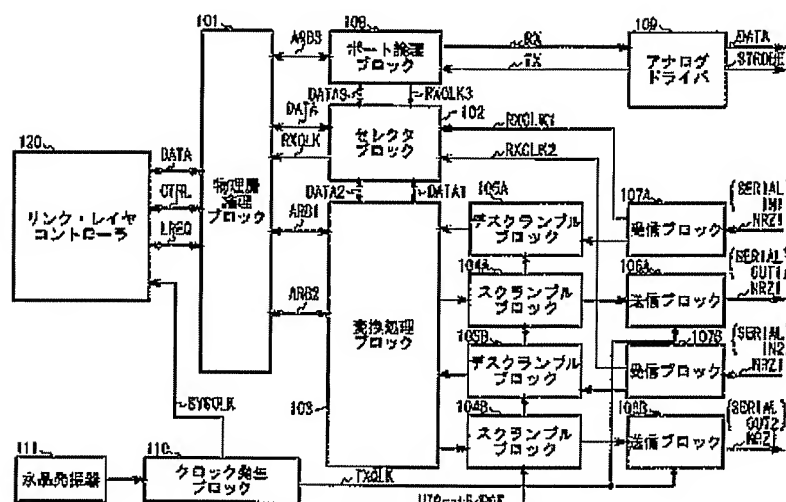 101
108
109
ARB3
ポート論理
ブロック
RX
TX
アナログ
ドライバ
DATA
STROBE
DATA3
RXCLK3
DATA
102
セレクタ
ブロック
RXCLK
RXCLK1
RXCLK2
120
リンク・レイヤ
コントローラ
DATA
CTRL
LREQ
物理層
論理
ブロック
DATA2
DATA1
ARB1
ARB2
変換処理
ブロック
103
105A
デスクランブル
ブロック
107A
受信ブロック
SERIAL
IN1
NRZI
104A
スクランブル
ブロック
106A
送信ブロック
SERIAL
OUT1
NRZI
105B
デスクランブル
ブロック
107B
受信ブロック
SERIAL
IN2
NRZI
104B
スクランブル
ブロック
106B
送信ブロック
SERIAL
OUT2
NRZI
SYSCLK
111
水晶発振器
110
クロック発生
ブロック
TXCLK